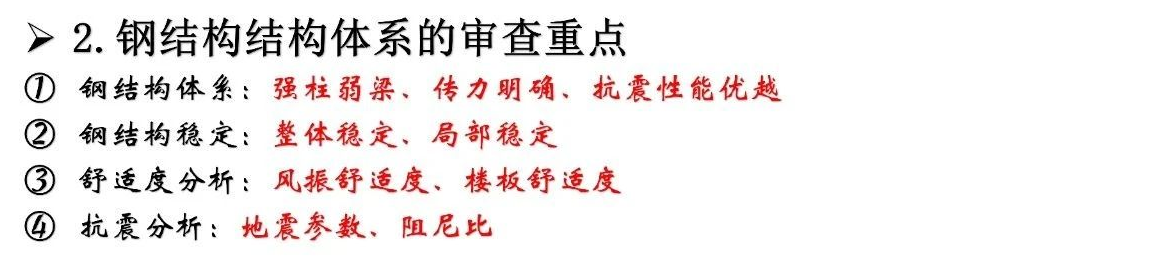 ➢ 2.钢结构结构体系的审查重点
① 钢结构体系：强柱弱梁、传力明确、抗震性能优越
② 钢结构稳定：整体稳定、局部稳定
③ 舒适度分析：风振舒适度、楼板舒适度
④ 抗震分析：地震参数、阻尼比